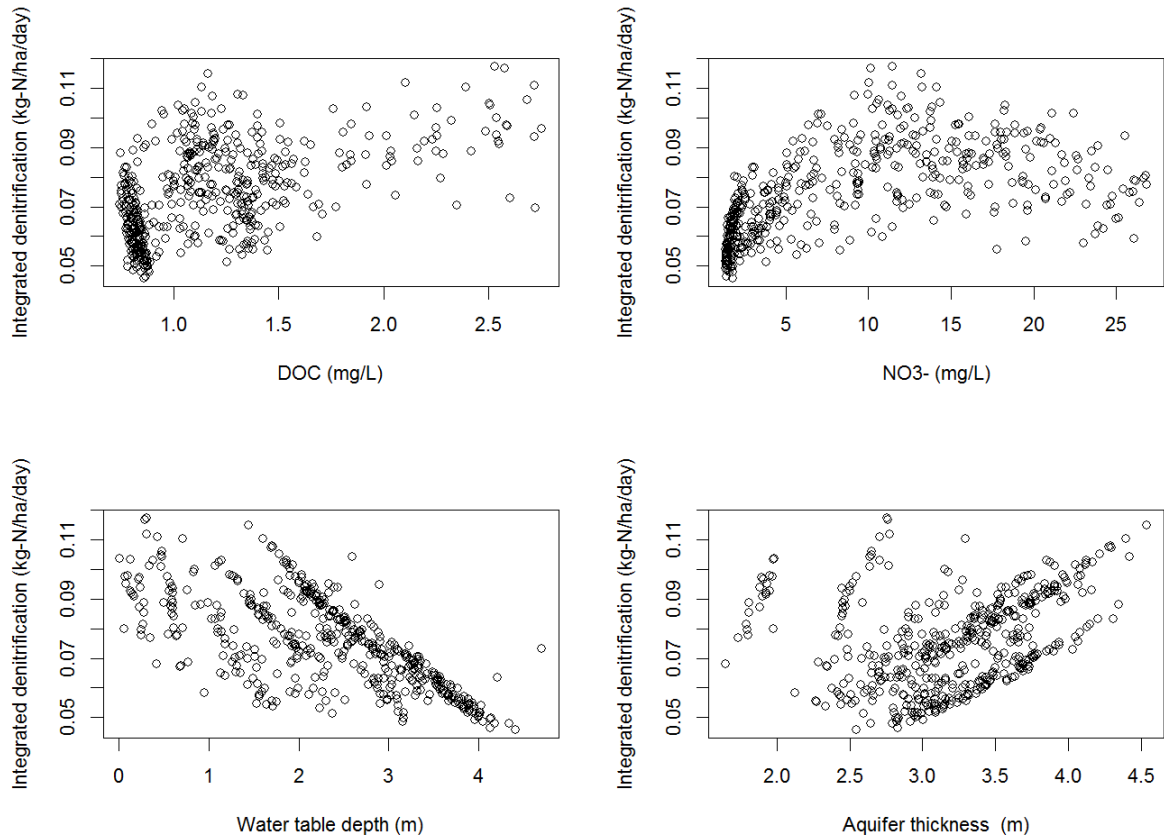 Integrated denitrification (kg-N/ha/day)
0.05 0.07 0.09 0.11
1.0 1.5 2.0 2.5
DOC (mg/L)
Integrated denitrification (kg-N/ha/day)
0.05 0.07 0.09 0.11
5 10 15 20 25
NO3- (mg/L)
Integrated denitrification (kg-N/ha/day)
0.05 0.07 0.09 0.11
0 1 2 3 4
Water table depth (m)
Integrated denitrification (kg-N/ha/day)
0.05 0.07 0.09 0.11
2.0 2.5 3.0 3.5 4.0 4.5
Aquifer thickness (m)